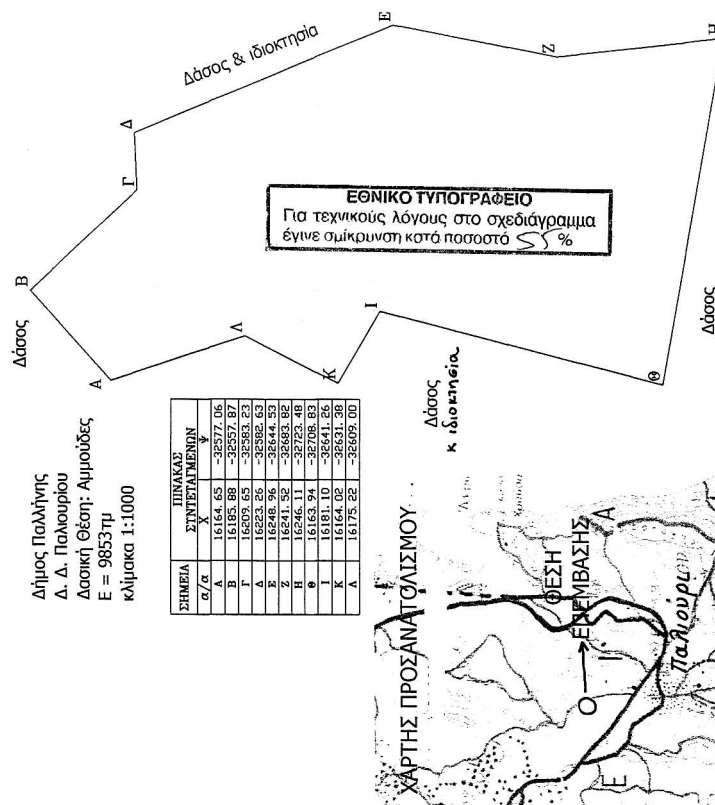 Δήμος Παλλήνης
Δ. Δ. Παλιουρίου
Δασική Θέση: Αμμούδες
Ε = 9853τμ
κλίμακα 1:1000
ΣΗΜΕΙΑ ΠΙΝΑΚΑΣ ΣΥΝΤΕΤΑΓΜΕΝΩΝ
α/α Χ Ψ
Α 16164.65 -32577.06
Β 16185.88 -32557.87
Γ 16209.65 -32583.23
Δ 16223.26 -32582.63
Ε 16248.96 -32644.53
Ζ 16241.52 -32683.82
Η 16246.11 -32723.48
Θ 16163.94 -32708.83
Ι 16181.10 -32641.26
Κ 16164.02 -32631.38
Λ 16175.22 -32609.00
Δάσος
Δάσος & ιδιοκτησία
Α
Β
Γ
Δ
Ε
Ζ
Η
Θ
Ι
Κ
Λ
ΕΘΝΙΚΟ ΤΥΠΟΓΡΑΦΕΙΟ
Για τεχνικούς λόγους στο σχεδιάγραμμα
έγινε σμίκρυνση κατά ποσοστό 55 %
Δάσος
κ ιδιοκτησία
Δάσος
ΧΑΡΤΗΣ ΠΡΟΣΑΝΑΤΟΛΙΣΜΟΥ
ΘΕΣΗ
ΕΠΕΜΒΑΣΗΣ
Ε
Ο
Ι
Α
Παλιούρι